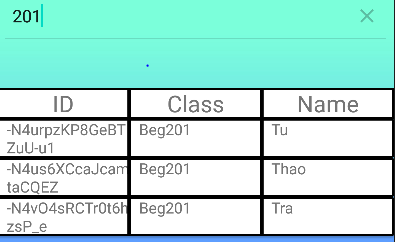 201
ID Class Name
-N4urpzKP8GeBT Beg201 Tu
ZuU-u1
-N4us6XCcaJcam Beg201 Thao
taCQEZ
-N4vO4sRCTr0t6h Beg201 Tra
zsP_e